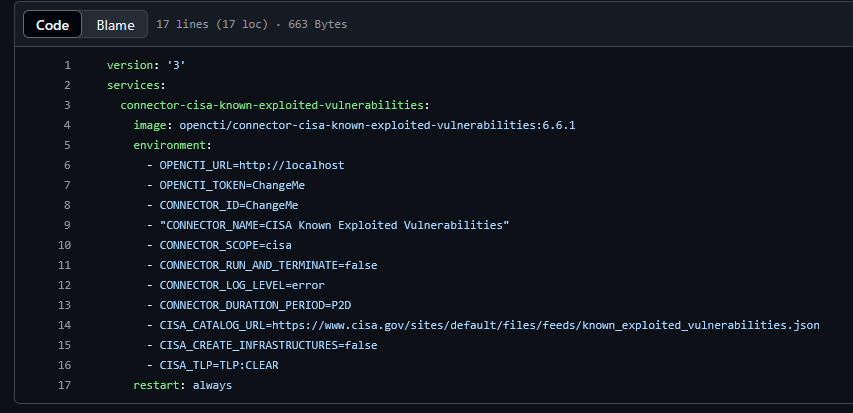 Code Blame 17 lines (17 loc) · 663 Bytes
1 version: '3'
2 services:
3 connector-cisa-known-exploited-vulnerabilities:
4 image: opencti/connector-cisa-known-exploited-vulnerabilities:6.6.1
5 environment:
6 - OPENCTI_URL=http://localhost
7 - OPENCTI_TOKEN=ChangeMe
8 - CONNECTOR_ID=ChangeMe
9 - "CONNECTOR_NAME=CISA Known Exploited Vulnerabilities"
10 - CONNECTOR_SCOPE=cisa
11 - CONNECTOR_RUN_AND_TERMINATE=false
12 - CONNECTOR_LOG_LEVEL=error
13 - CONNECTOR_DURATION_PERIOD=P2D
14 - CISA_CATALOG_URL=https://www.cisa.gov/sites/default/files/feeds/known_exploited_vulnerabilities.json
15 - CISA_CREATE_INFRASTRUCTURES=false
16 - CISA_TLP=TLP:CLEAR
17 restart: always